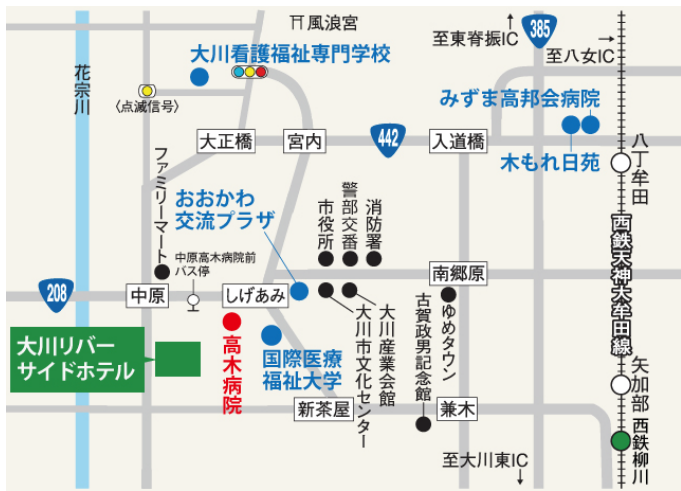 风浪宮
至東脊振IC
385
至八女IC
大川看護福祉専門学校
花宗川
〈点滅信号〉
みずま高邦会病院
大正橋
宮内
442
入道橋
木もれ日苑
八丁牟田
ファミリーマート
おおかわ
交流プラザ
市役所
警部交番
消防署
西鉄天神大牟田線
中原高木病院前
バス停
南郷原
208
中原
しげあみ
大川リバー
サイドホテル
高木病院
国際医療
福祉大学
大川市文化センター
大川産業会館
古賀政男記念館
ゆめタウン
矢加部
新茶屋
兼木
西鉄柳川
至大川東IC